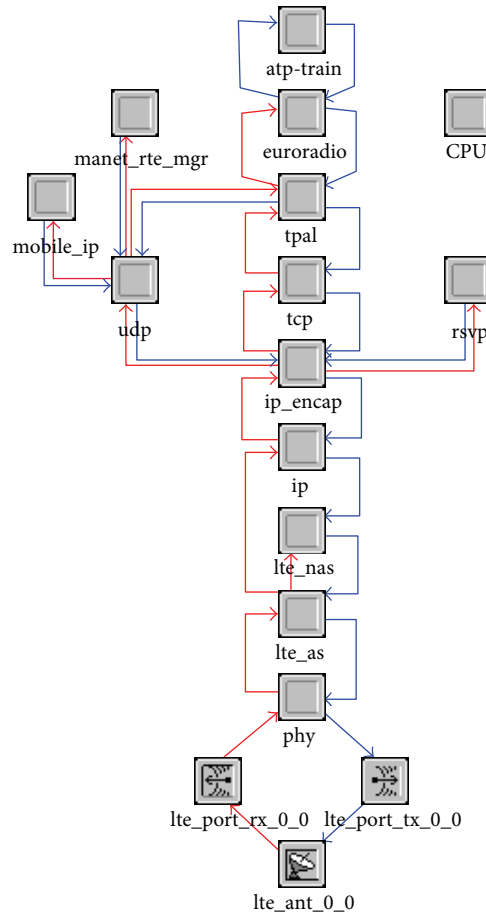 atp-train
manet_rte_mgr
euroradio
CPU
mobile_ip
tpal
udp
tcp
rsvp
ip_encap
ip
lte_nas
lte_as
phy
lte_port_rx_0_0
lte_port_tx_0_0
lte_ant_0_0